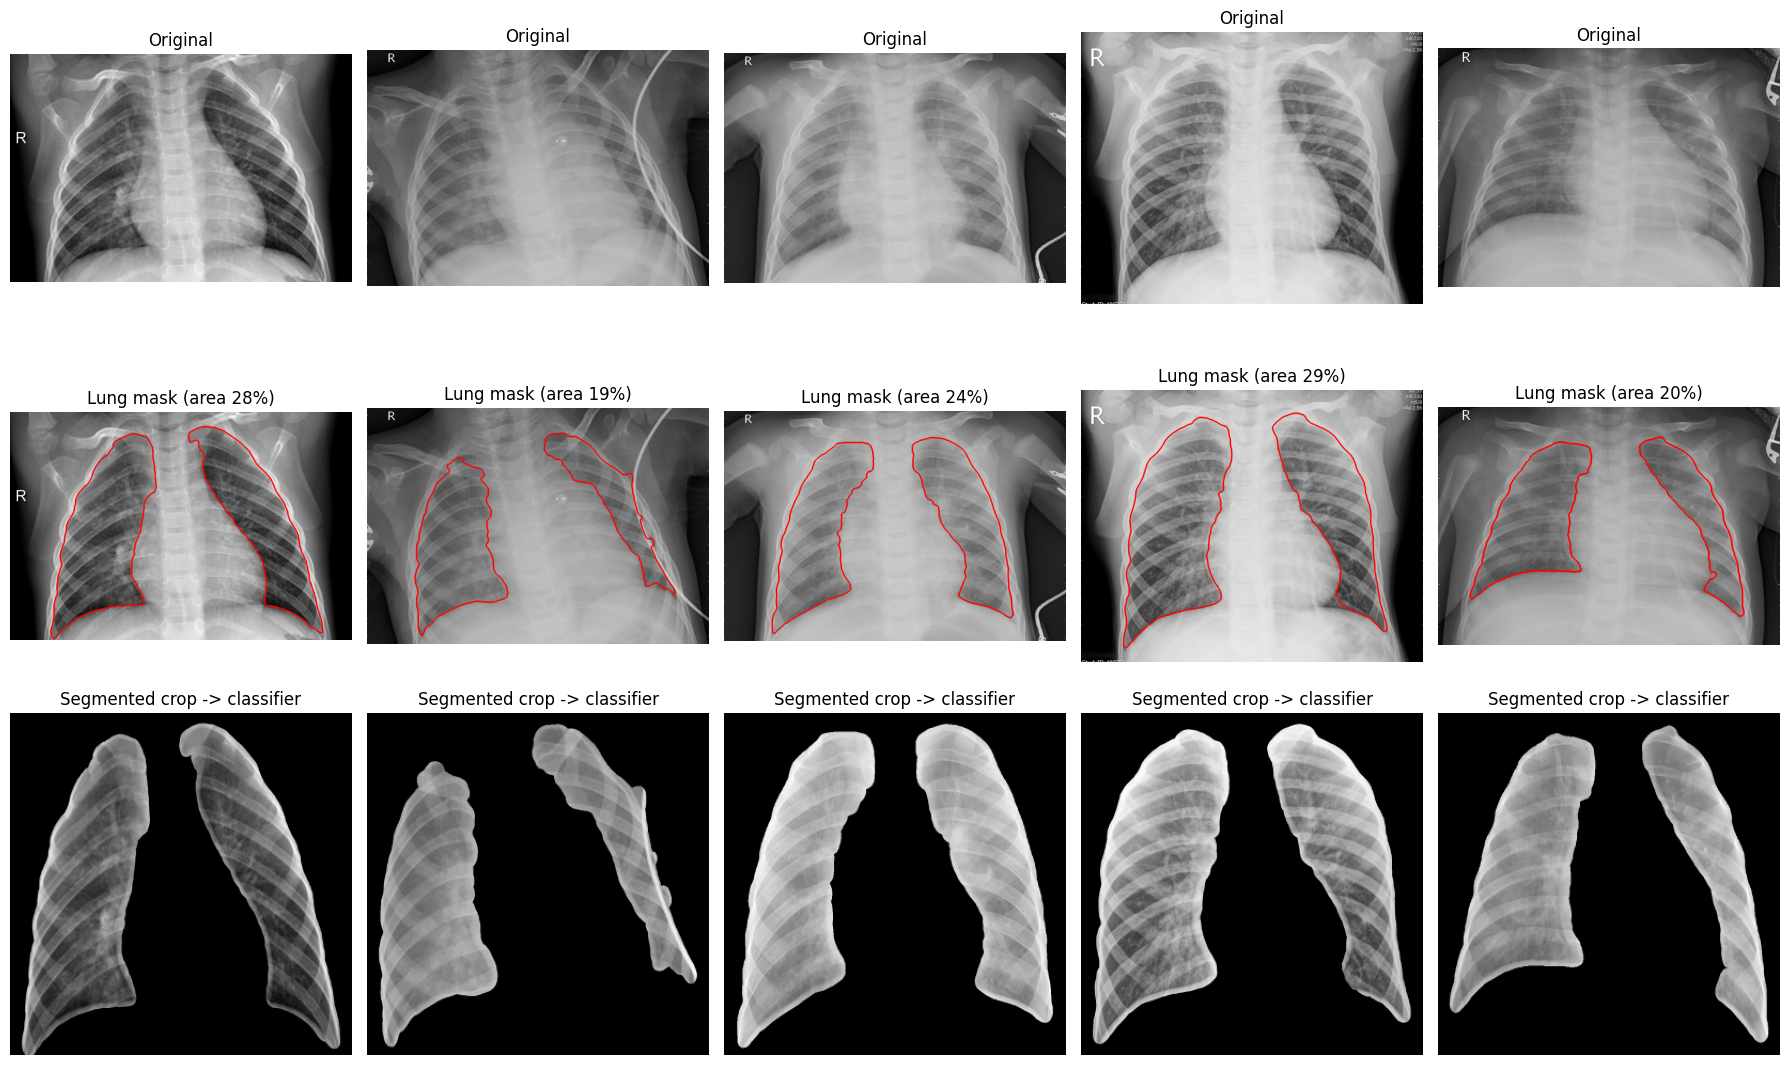 Original
Original
Original
Original
Original
R
R
R
R
R
Lung mask (area 28%)
Lung mask (area 19%)
Lung mask (area 24%)
Lung mask (area 29%)
Lung mask (area 20%)
R
R
R
R
R
Segmented crop -> classifier
Segmented crop -> classifier
Segmented crop -> classifier
Segmented crop -> classifier
Segmented crop -> classifier